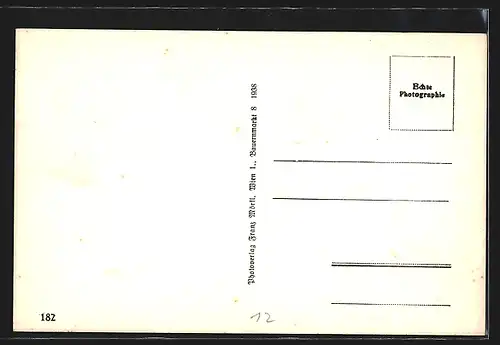 Echte
Photographie
Photoverlag Franz Mörtl, Wien I., Bauernmarkt 8 1938
182
12